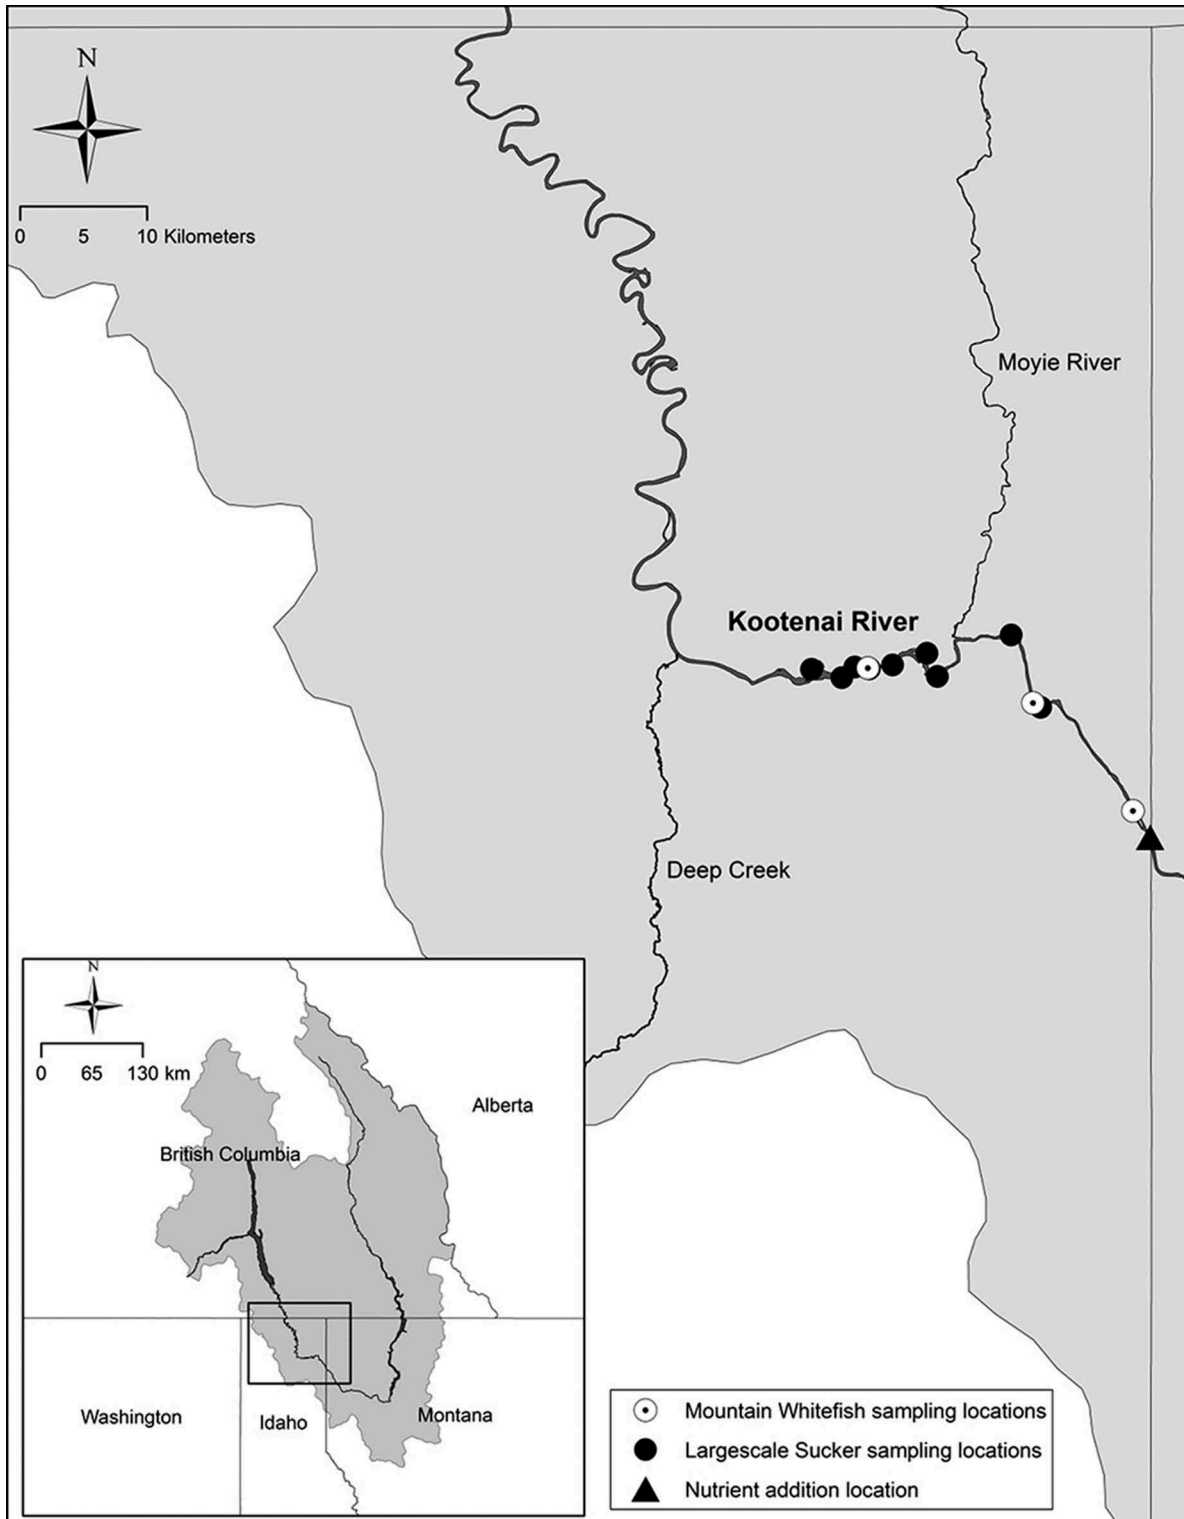 N
0 5 10 Kilometers
Moyie River
Kootenai River
Deep Creek
N
0 65 130 km
Alberta
British Columbia
Washington
Idaho
Montana
Mountain Whitefish sampling locations
Largescale Sucker sampling locations
Nutrient addition location